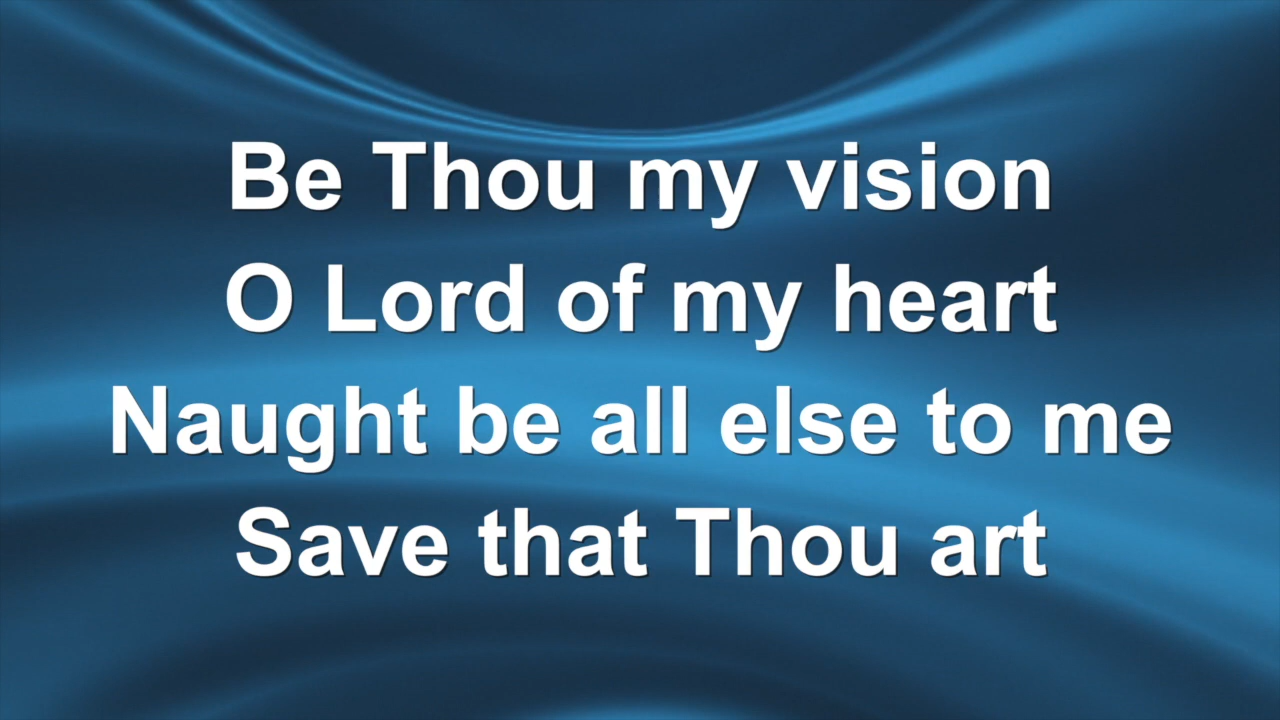 Be Thou my vision
O Lord of my heart
Naught be all else to me
Save that Thou art